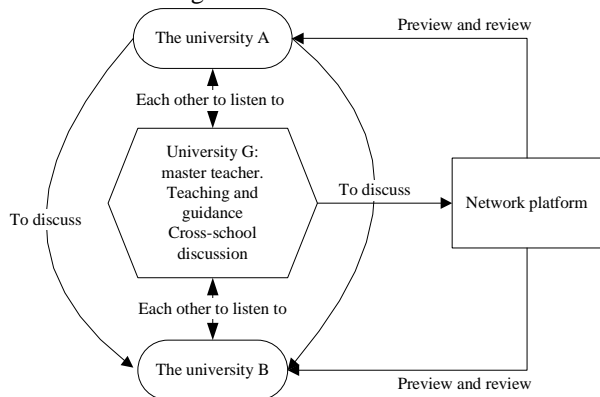 The university A
Preview and review
Each other to listen to
University G:
master teacher.
Teaching and
guidance
Cross-school
discussion
To discuss
To discuss
Network platform
Each other to listen to
The university B
Preview and review